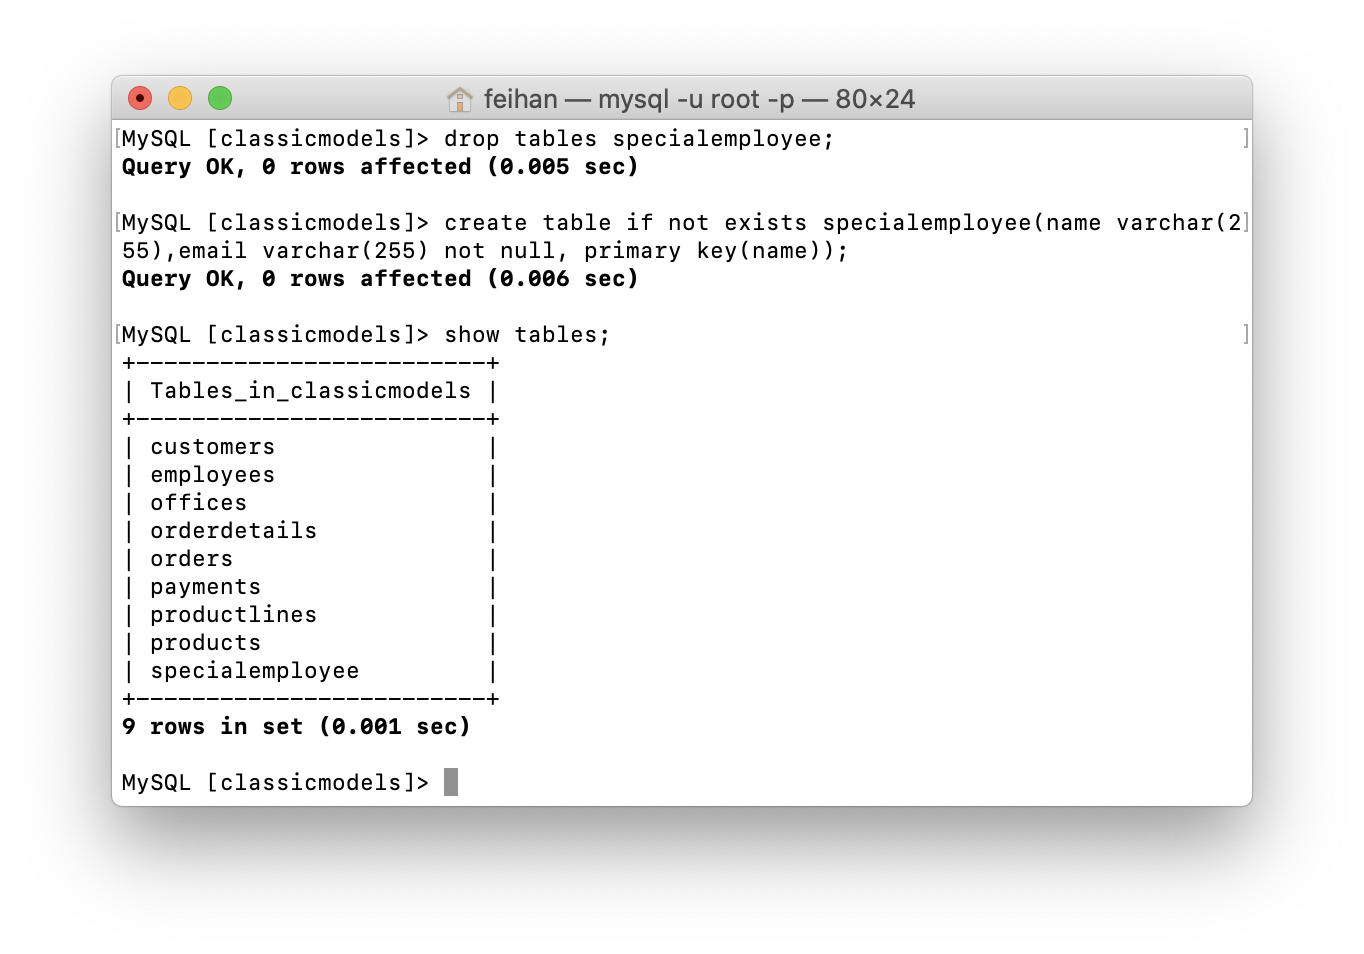 feihan — mysql -u root -p — 80×24
[MySQL [classicmodels]> drop tables specialemployee; ]
Query OK, 0 rows affected (0.005 sec)
[MySQL [classicmodels]> create table if not exists specialemployee(name varchar(2]
55),email varchar(255) not null, primary key(name));
Query OK, 0 rows affected (0.006 sec)
[MySQL [classicmodels]> show tables; ]
+-------------------------+
| Tables_in_classicmodels |
+-------------------------+
| customers               |
| employees               |
| offices                 |
| orderdetails            |
| orders                  |
| payments                |
| productlines            |
| products                |
| specialemployee         |
+-------------------------+
9 rows in set (0.001 sec)
MySQL [classicmodels]>